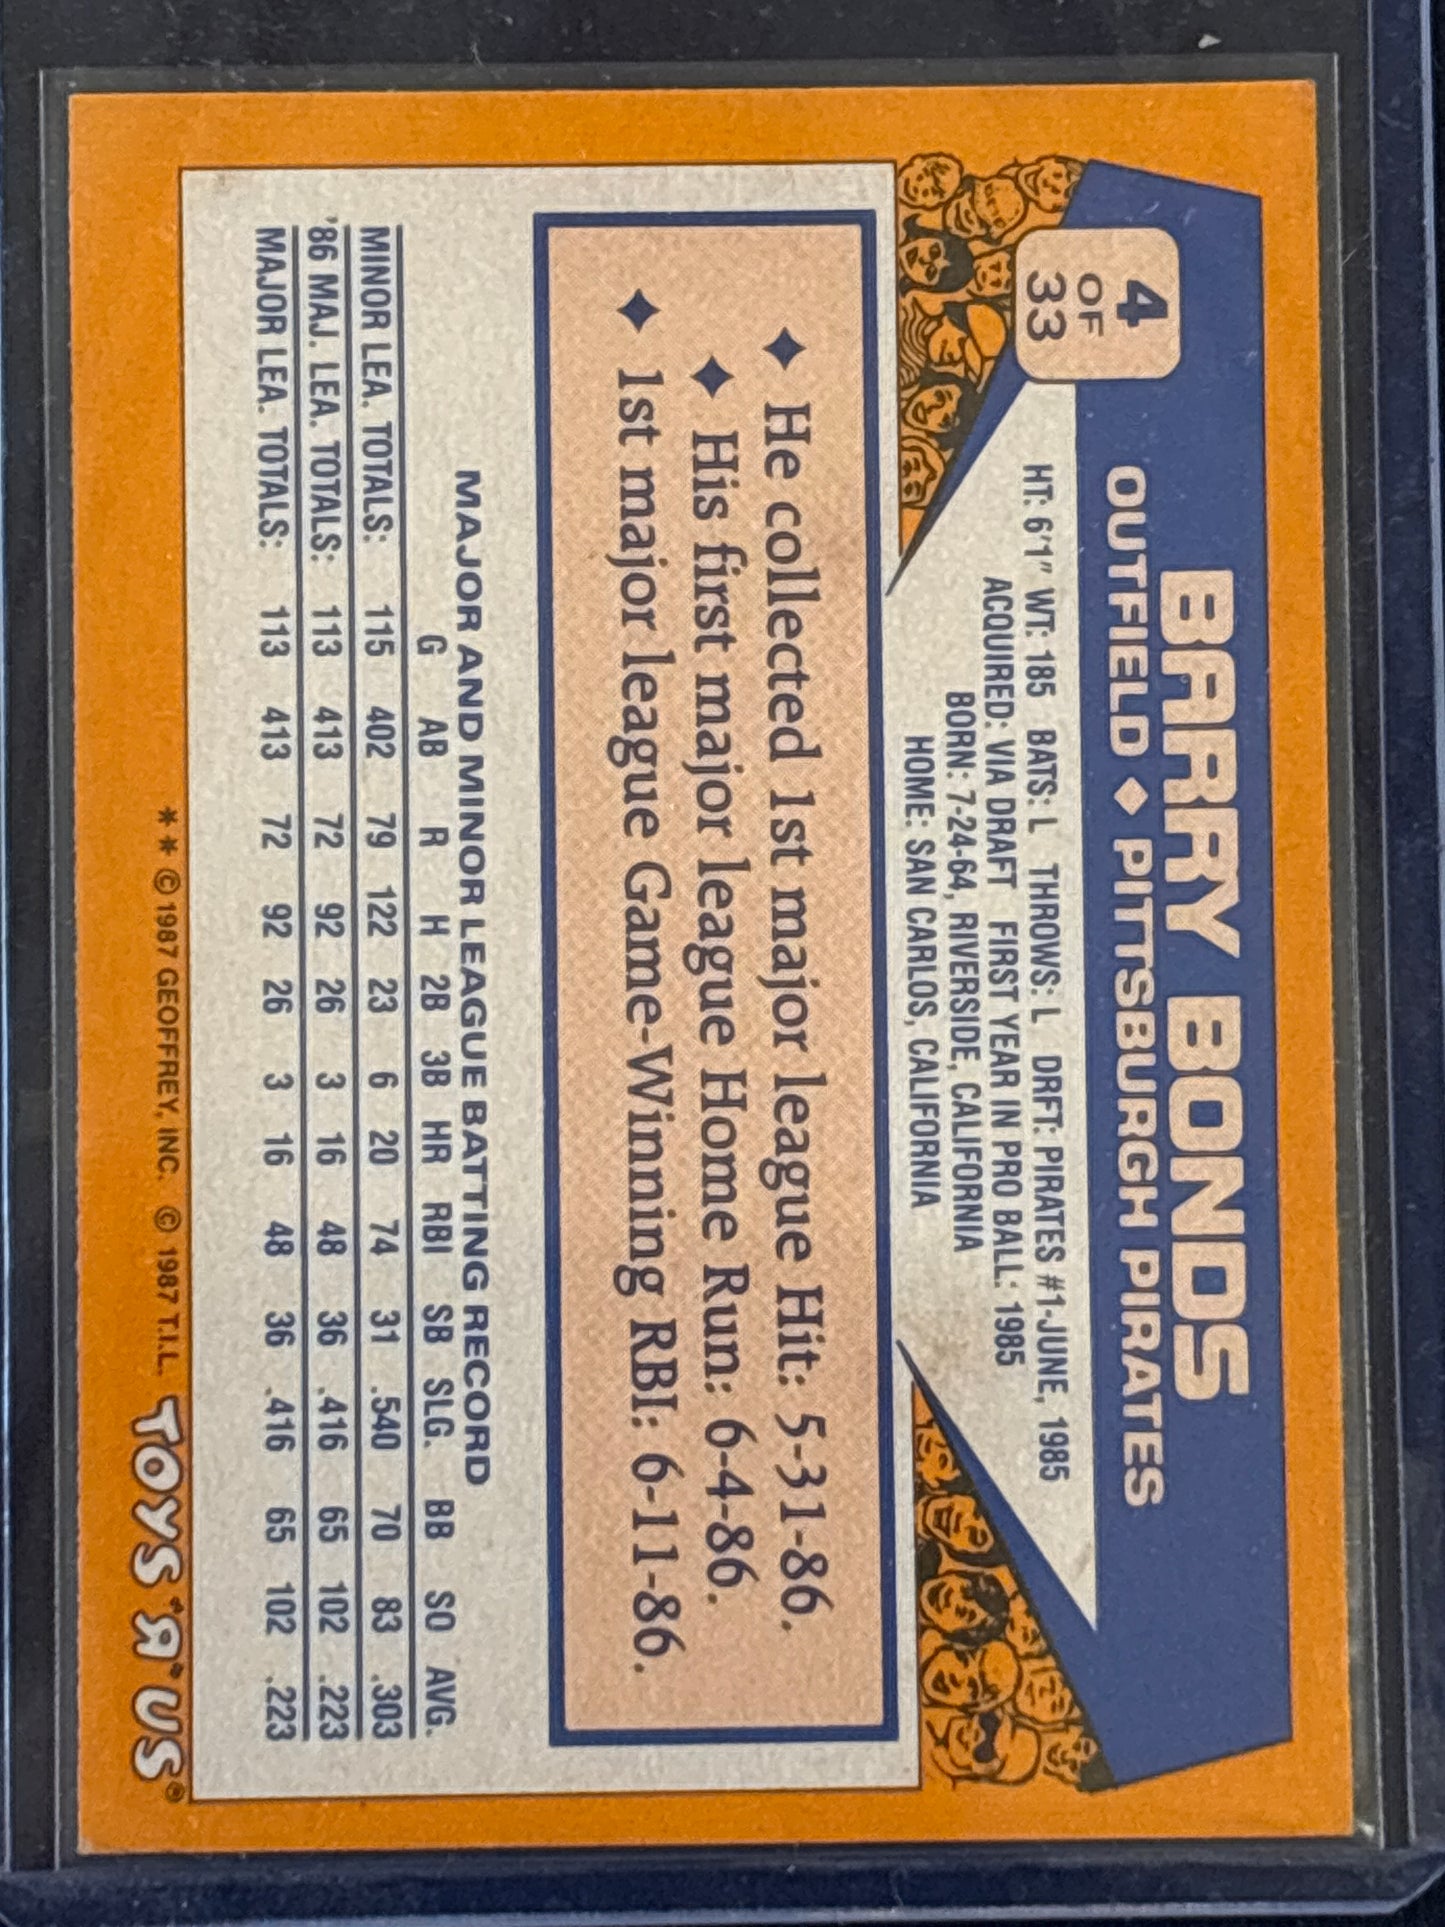 4
OF
33
BARRY BONDS
OUTFIELD ♦ PITTSBURGH PIRATES
HT: 6'1" WT: 185 BATS: L THROWS: L DRFT: PIRATES #1-JUNE, 1985
ACQUIRED: VIA DRAFT FIRST YEAR IN PRO BALL: 1985
BORN: 7-24-64, RIVERSIDE, CALIFORNIA
HOME: SAN CARLOS, CALIFORNIA
✦ He collected 1st major league Hit: 5-31-86.
✦ His first major league Home Run: 6-4-86.
✦ 1st major league Game-Winning RBI: 6-11-86.
MAJOR AND MINOR LEAGUE BATTING RECORD
G AB R H 2B 3B HR RBI SB SLG. BB SO AVG.
MINOR LEA. TOTALS: 115 402 79 122 23 6 20 74 31 .540 70 83 .303
'86 MAJ. LEA. TOTALS: 113 413 72 92 26 3 16 48 36 .416 65 102 .223
MAJOR LEA. TOTALS: 113 413 72 92 26 3 16 48 36 .416 65 102 .223
** © 1987 GEOFFREY, INC. © 1987 T.I.L. TOYS "R" US®